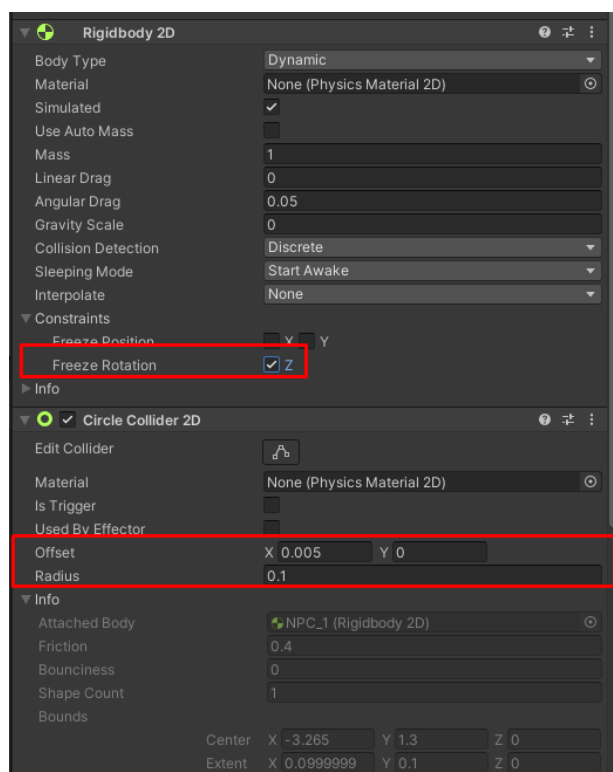 Rigidbody 2D
Body Type Dynamic
Material None (Physics Material 2D)
Simulated
Use Auto Mass
Mass 1
Linear Drag 0
Angular Drag 0.05
Gravity Scale 0
Collision Detection Discrete
Sleeping Mode Start Awake
Interpolate None
Constraints
Freeze Position X Y
Freeze Rotation Z
Info
Circle Collider 2D
Edit Collider
Material None (Physics Material 2D)
Is Trigger
Used By Effector
Offset X 0.005 Y 0
Radius 0.1
Info
Attached Body NPC_1 (Rigidbody 2D)
Friction 0.4
Bounciness 0
Shape Count 1
Bounds
Center X -3.265 Y 1.3 Z 0
Extent X 0.0999999 Y 0.1 Z 0